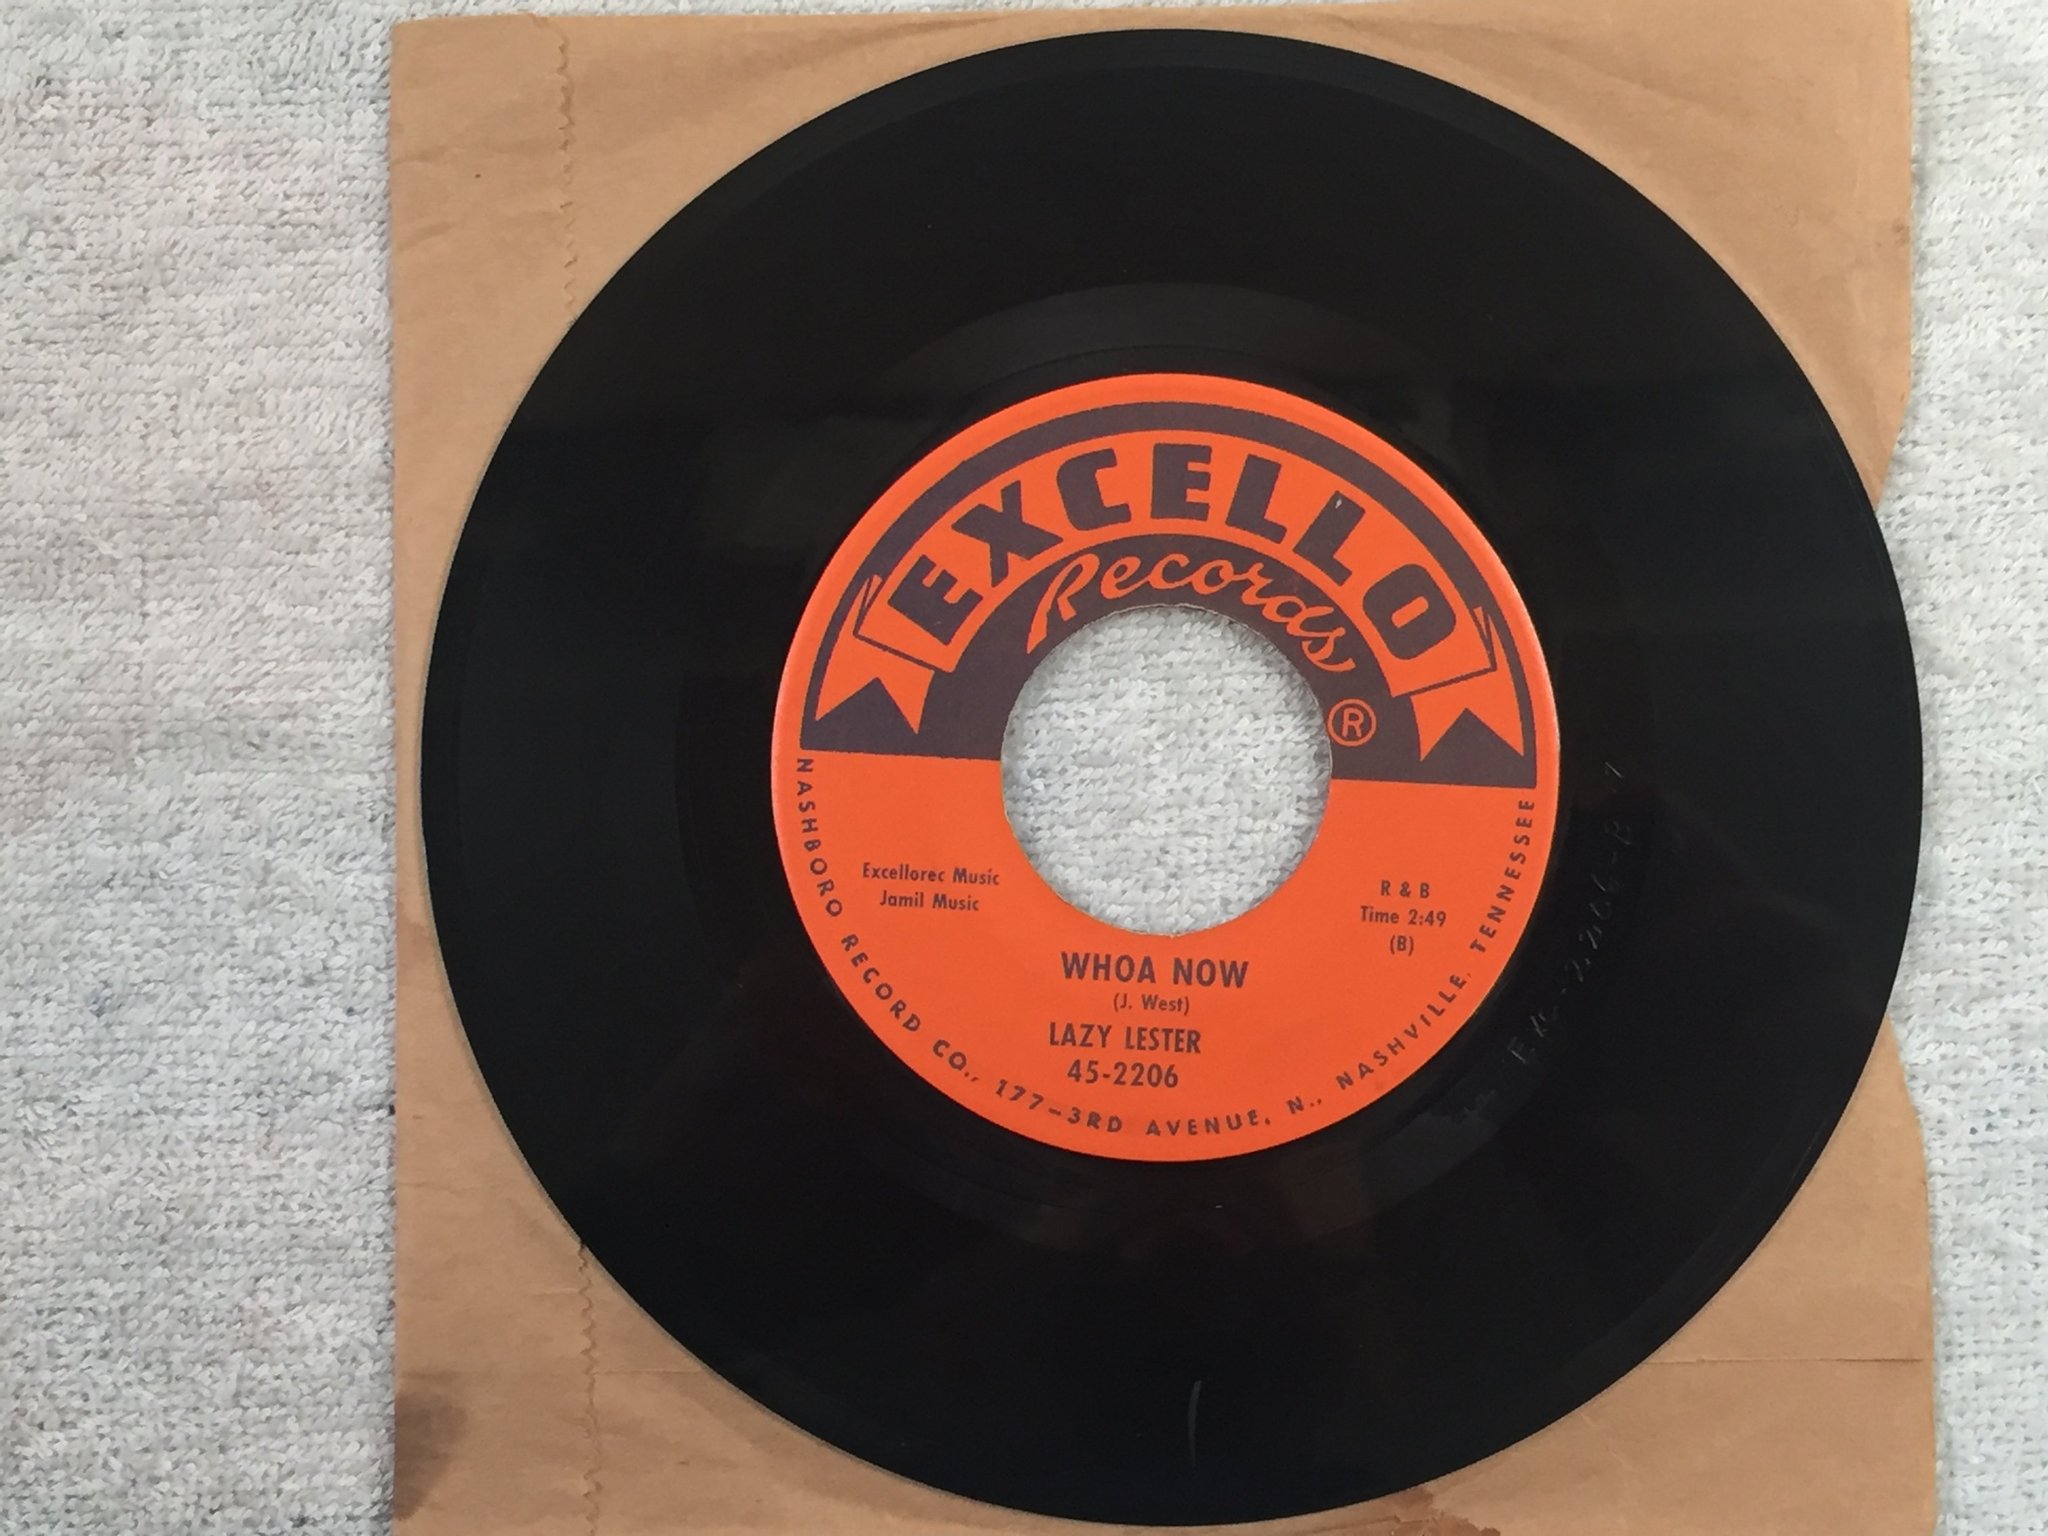 EXCELLO
Records
®
Excellorec Music
Jamil Music
R & B
Time 2:49
(B)
WHOA NOW
(J. West)
LAZY LESTER
45-2206
NASHBORO RECORD CO., 177-3RD AVENUE, N., NASHVILLE, TENNESSEE